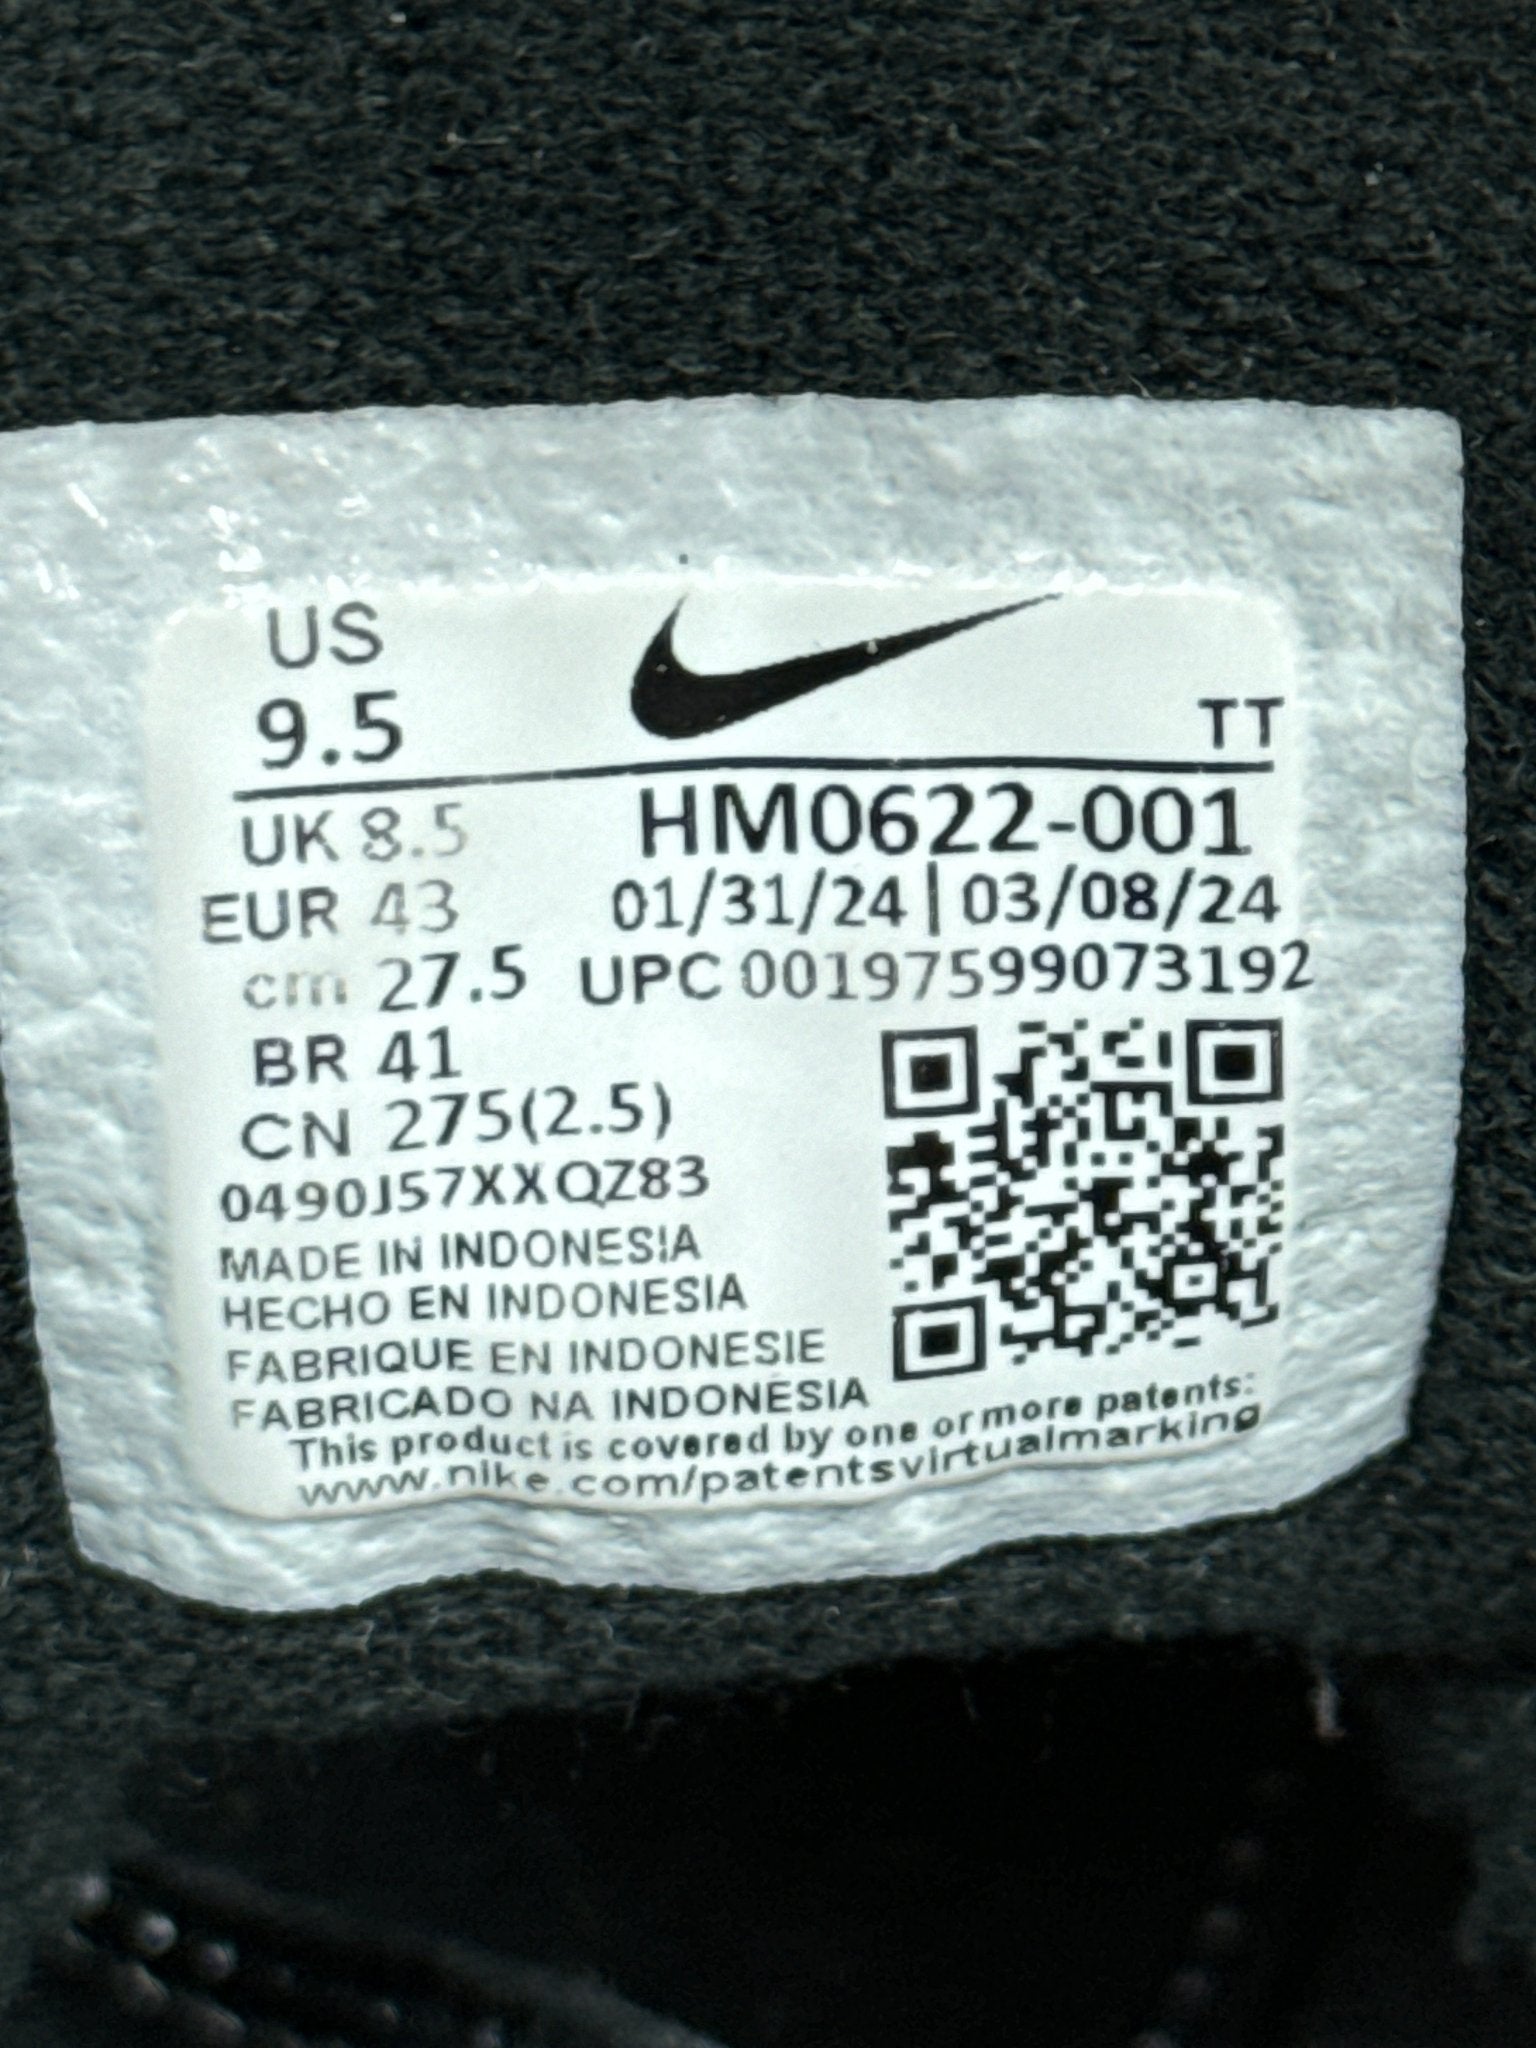 US
9.5
TT
UK 8.5
HM0622-001
EUR 43
01/31/24 | 03/08/24
cm 27.5
UPC 00197599073192
BR 41
CN 275(2.5)
0490J57XXQZ83
MADE IN INDONESIA
HECHO EN INDONESIA
FABRIQUE EN INDONESIE
FABRICADO NA INDONÉSIA
This product is covered by one or more patents:
www.nike.com/patentsvirtualmarking